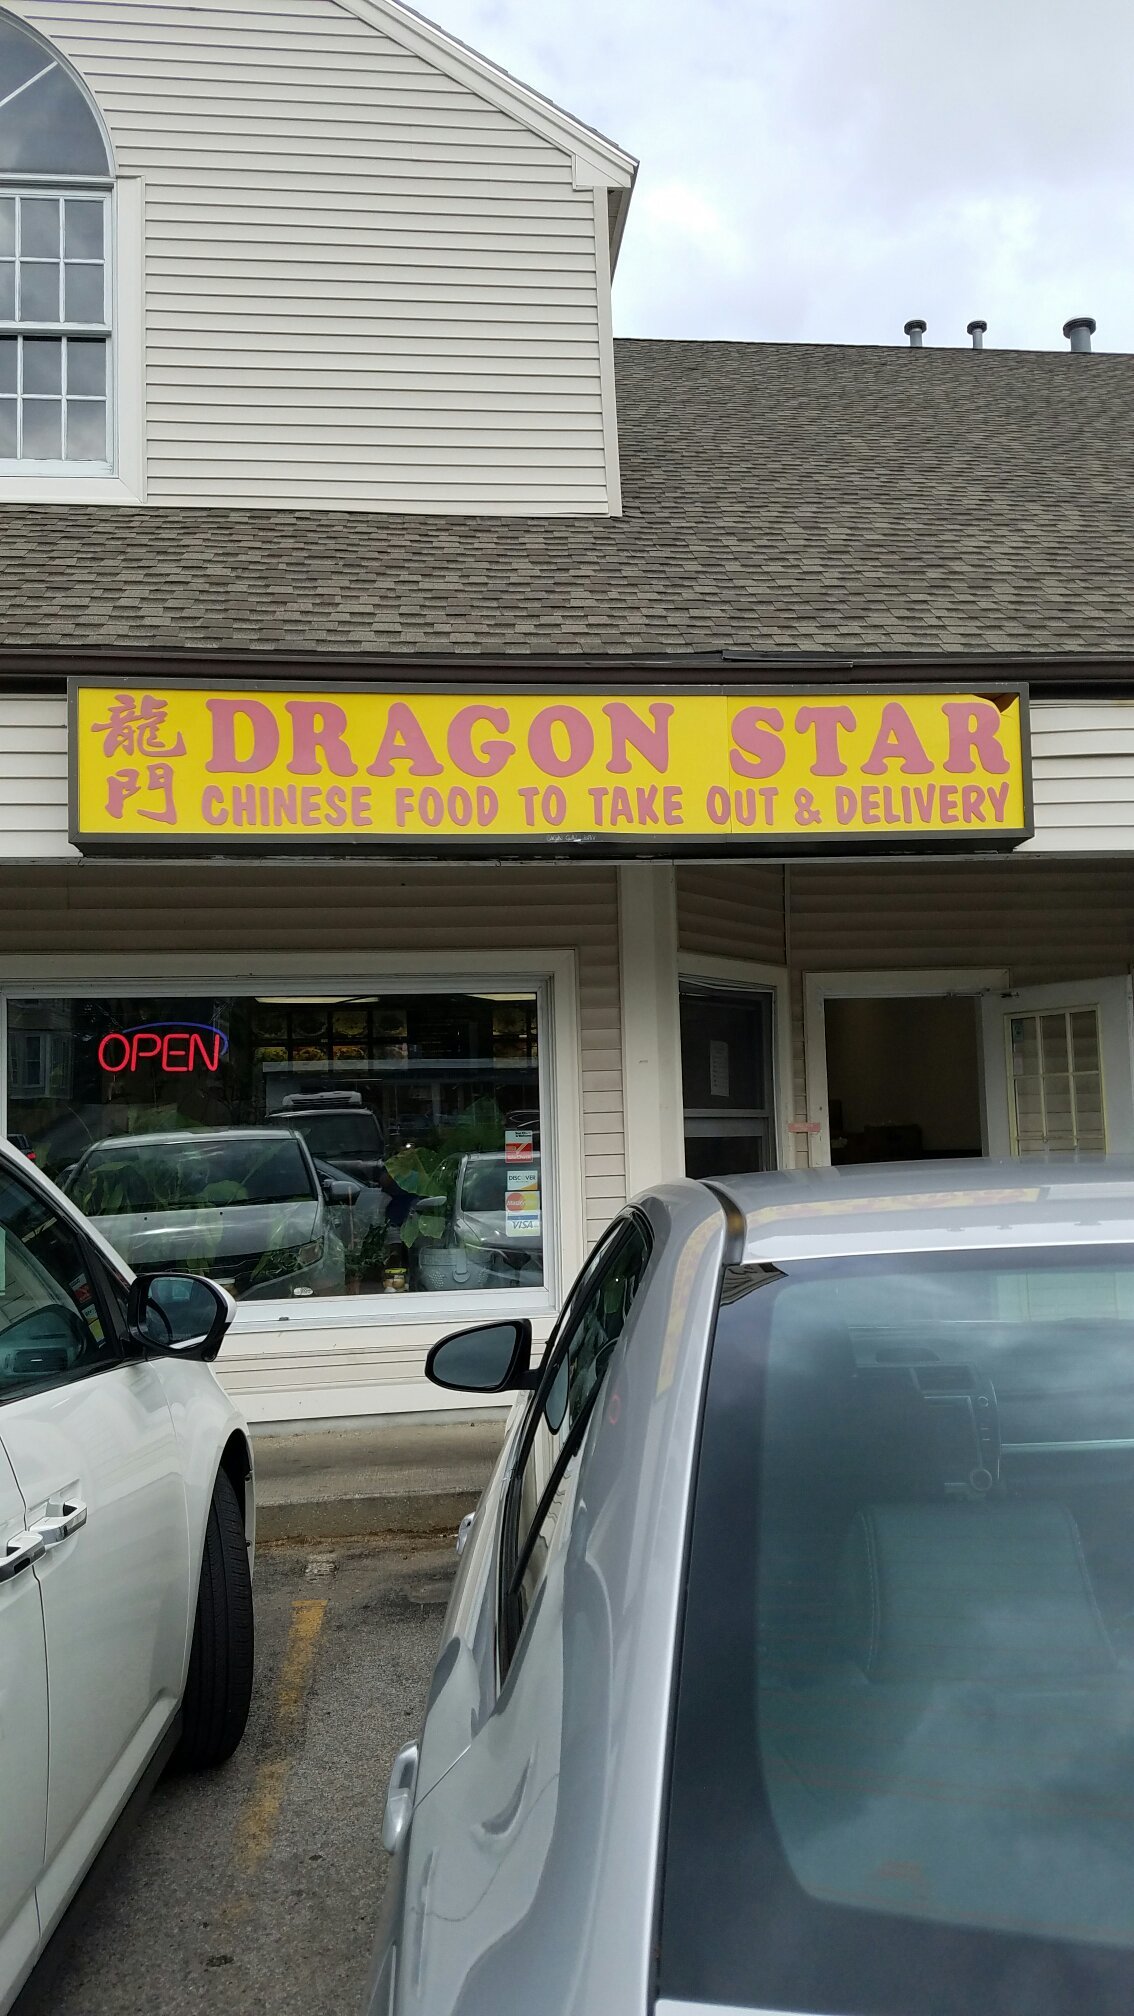 龍門
DRAGON STAR
CHINESE FOOD TO TAKE OUT & DELIVERY
OPEN
DISCOVER
VISA